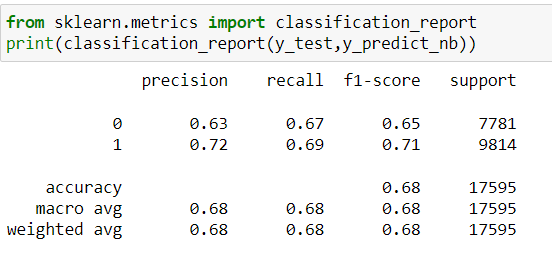 from sklearn.metrics import classification_report
print(classification_report(y_test,y_predict_nb))
precision recall f1-score support
0 0.63 0.67 0.65 7781
1 0.72 0.69 0.71 9814
accuracy 0.68 17595
macro avg 0.68 0.68 0.68 17595
weighted avg 0.68 0.68 0.68 17595